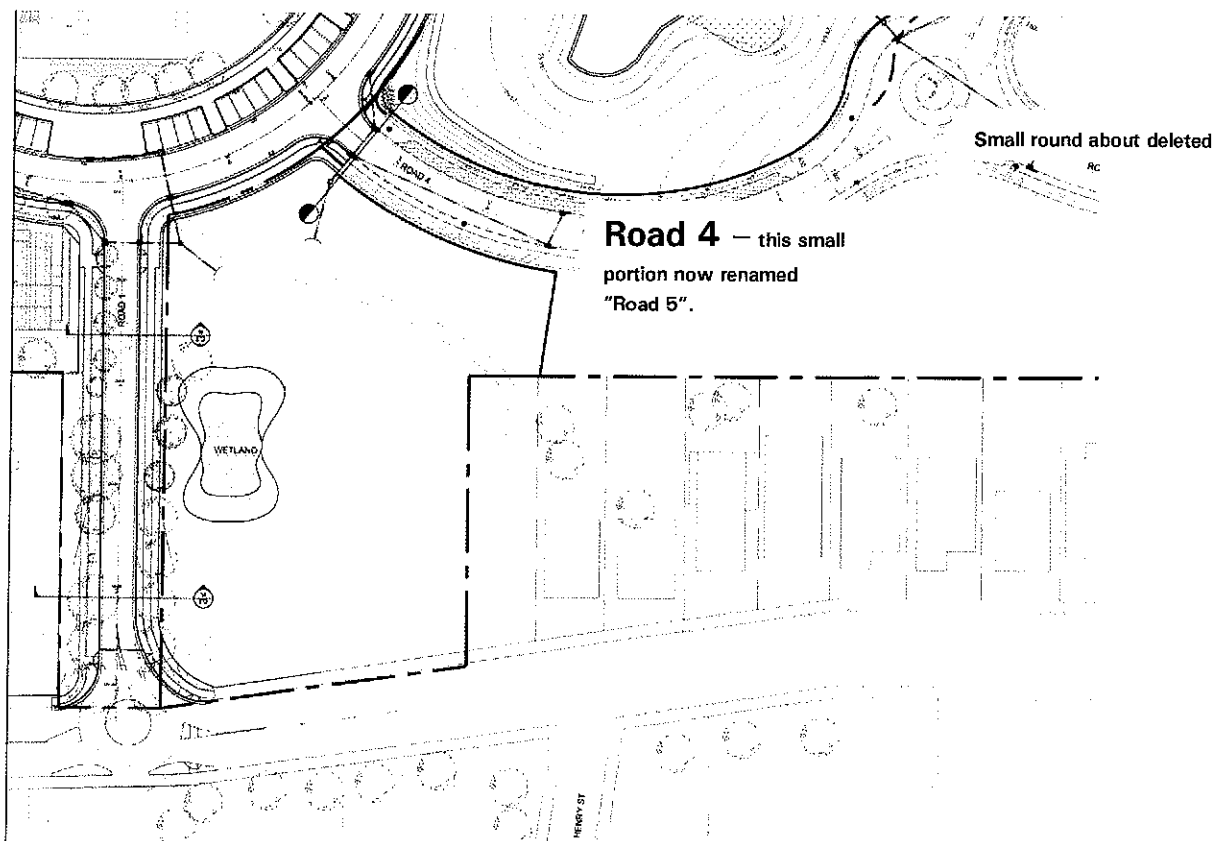 Small round about deleted
ROAD 4
Road 4 — this small
portion now renamed
"Road 5".
ROAD 1
WETLAND
HENRY ST